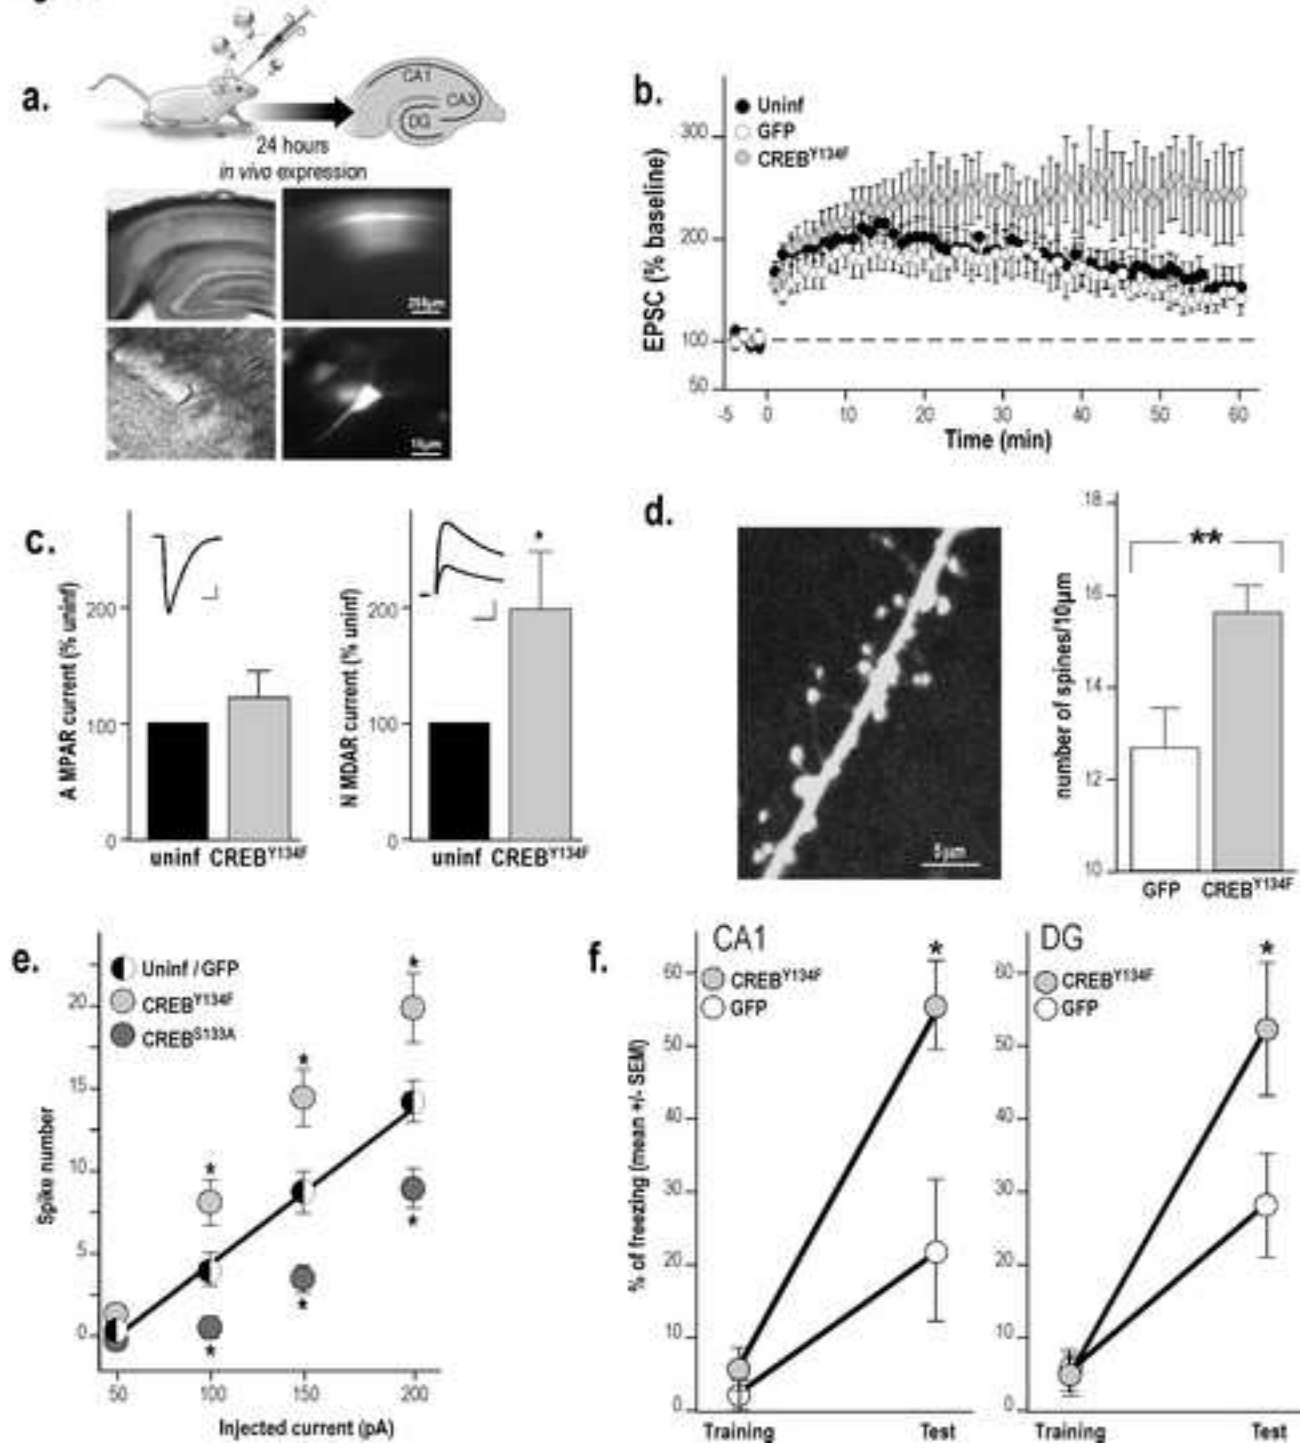 a.
CA1
CA3
DG
24 hours
in vivo expression
10µm
b.
Uninf
GFP
CREBY134F
EPSC (% baseline)
300
200
100
50
-5 0 10 20 30 40 50 60
Time (min)
c.
A MPAR current (% uninf)
200
100
0
uninf CREBY134F
N MDAR current (% uninf)
*
200
100
0
uninf CREBY134F
d.
5µm
number of spines/10µm
18
16
14
12
10
**
GFP CREBY134F
e.
Uninf / GFP
CREBY134F
CREBS133A
Spike number
20
15
10
5
0
* * *
* * *
50 100 150 200
Injected current (pA)
f.
% of freezing (mean +/- SEM)
CA1
*
CREBY134F
GFP
60
50
40
30
20
10
0
Training Test
DG
*
CREBY134F
GFP
60
50
40
30
20
10
0
Training Test